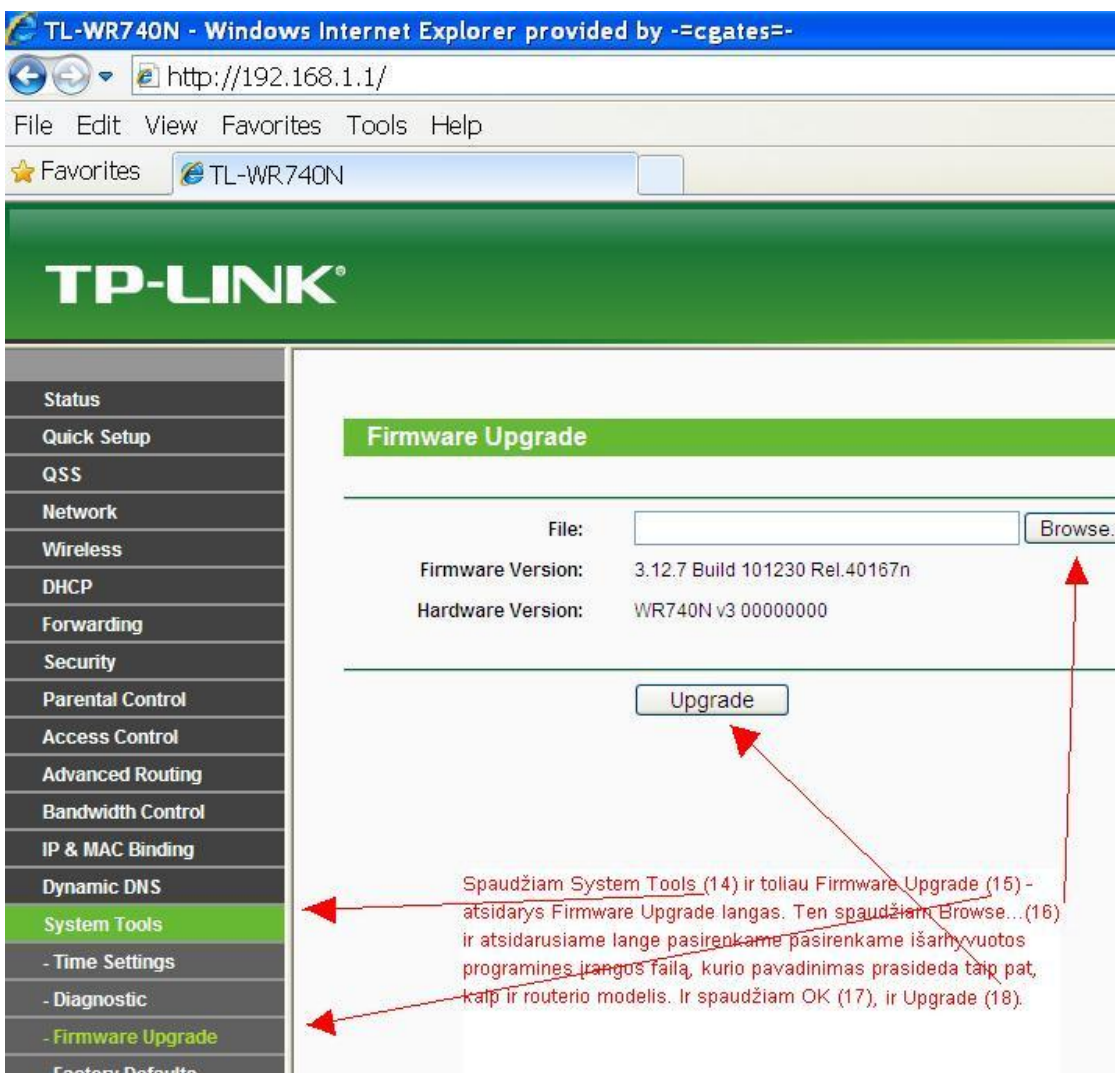 TL-WR740N - Windows Internet Explorer provided by -=cgates=-
http://192.168.1.1/
File Edit View Favorites Tools Help
Favorites TL-WR740N
TP-LINK®
Status
Quick Setup
QSS
Network
Wireless
DHCP
Forwarding
Security
Parental Control
Access Control
Advanced Routing
Bandwidth Control
IP & MAC Binding
Dynamic DNS
System Tools
- Time Settings
- Diagnostic
- Firmware Upgrade
- Factory Defaults
Firmware Upgrade
File: Browse.
Firmware Version: 3.12.7 Build 101230 Rel.40167n
Hardware Version: WR740N v3 00000000
Upgrade
Spaudžiam System Tools (14) ir toliau Firmware Upgrade (15) -
atsidarys Firmware Upgrade langas. Ten spaudžiam Browse...(16)
ir atsidarusiame lange pasirenkame pasirenkame išarhyvuotos
programines įrangos failą, kurio pavadinimas prasideda taip pat,
kaip ir routerio modelis. Ir spaudžiam OK (17), ir Upgrade (18).